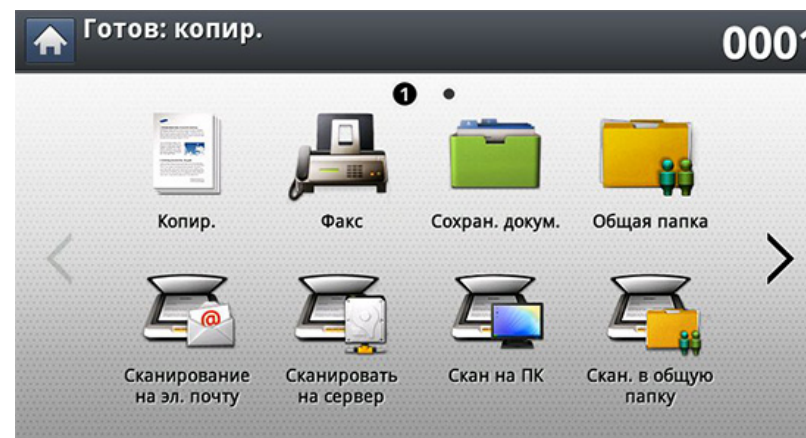 Готов: копир.
0001
1
Копир.
Факс
Сохран. докум.
Общая папка
Сканирование
на эл. почту
Сканировать
на сервер
Скан на ПК
Скан. в общую
папку